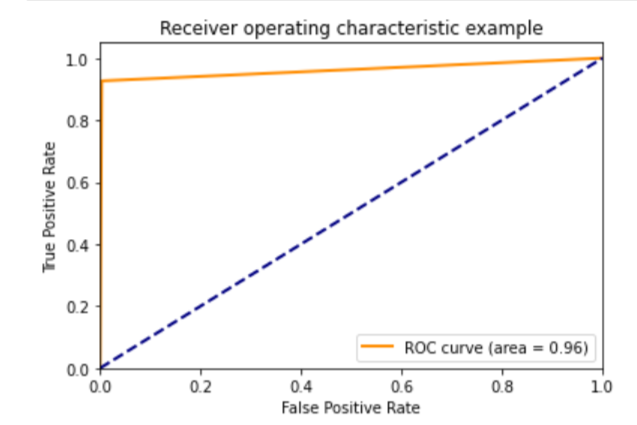 Receiver operating characteristic example
1.0
0.8
0.6
0.4
0.2
0.0
True Positive Rate
ROC curve (area = 0.96)
0.0 0.2 0.4 0.6 0.8 1.0
False Positive Rate